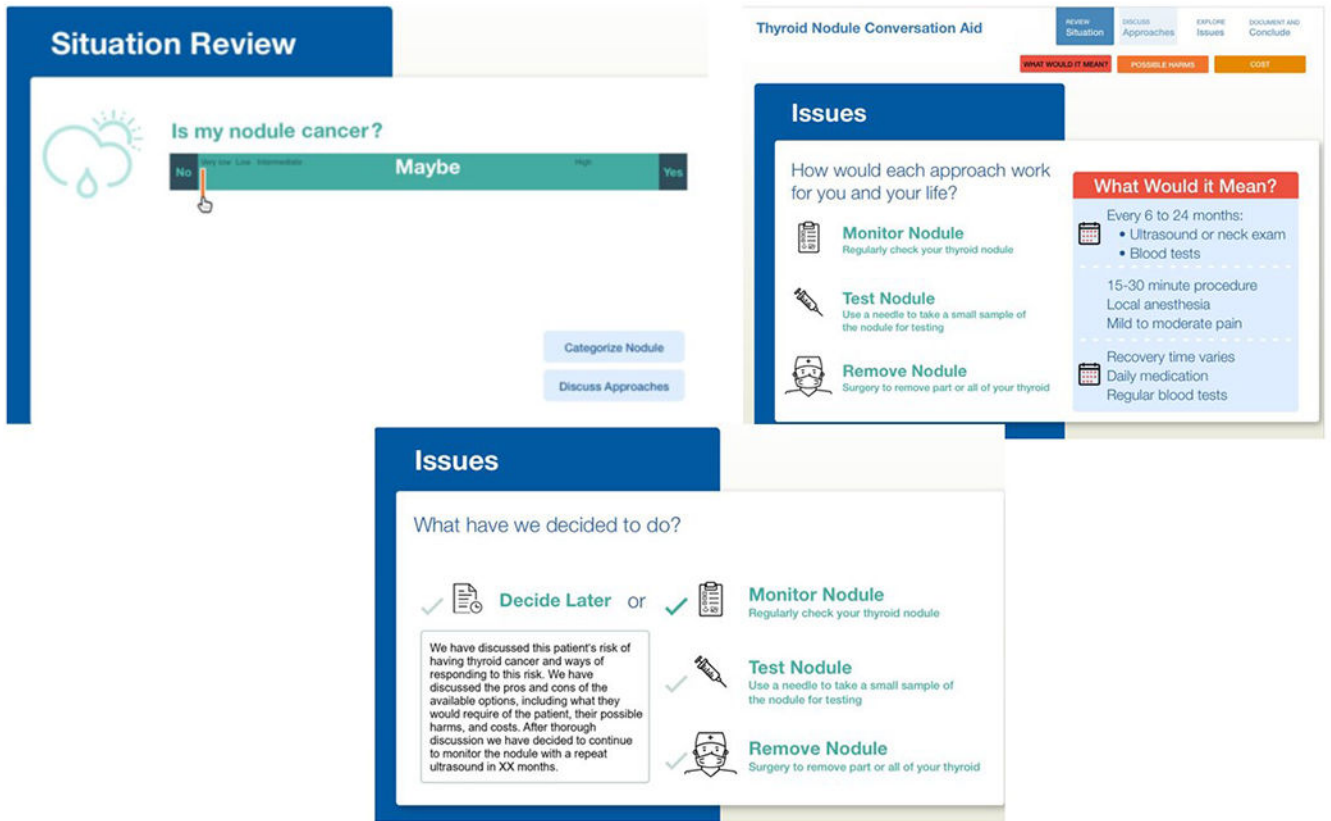 Situation Review
Is my nodule cancer?
No
Very low Low Intermediate
Maybe
High
Yes
Categorize Nodule
Discuss Approaches
Thyroid Nodule Conversation Aid
REVIEW
Situation
DISCUSS
Approaches
EXPLORE
Issues
DOCUMENT AND
Conclude
WHAT WOULD IT MEAN?
POSSIBLE HARMS
COST
Issues
How would each approach work
for you and your life?
Monitor Nodule
Regularly check your thyroid nodule
Test Nodule
Use a needle to take a small sample of
the nodule for testing
Remove Nodule
Surgery to remove part or all of your thyroid
What Would it Mean?
Every 6 to 24 months:
• Ultrasound or neck exam
• Blood tests
15-30 minute procedure
Local anesthesia
Mild to moderate pain
Recovery time varies
Daily medication
Regular blood tests
Issues
What have we decided to do?
Decide Later or
We have discussed this patient's risk of
having thyroid cancer and ways of
responding to this risk. We have
discussed the pros and cons of the
available options, including what they
would require of the patient, their possible
harms, and costs. After thorough
discussion we have decided to continue
to monitor the nodule with a repeat
ultrasound in XX months.
Monitor Nodule
Regularly check your thyroid nodule
Test Nodule
Use a needle to take a small sample of
the nodule for testing
Remove Nodule
Surgery to remove part or all of your thyroid